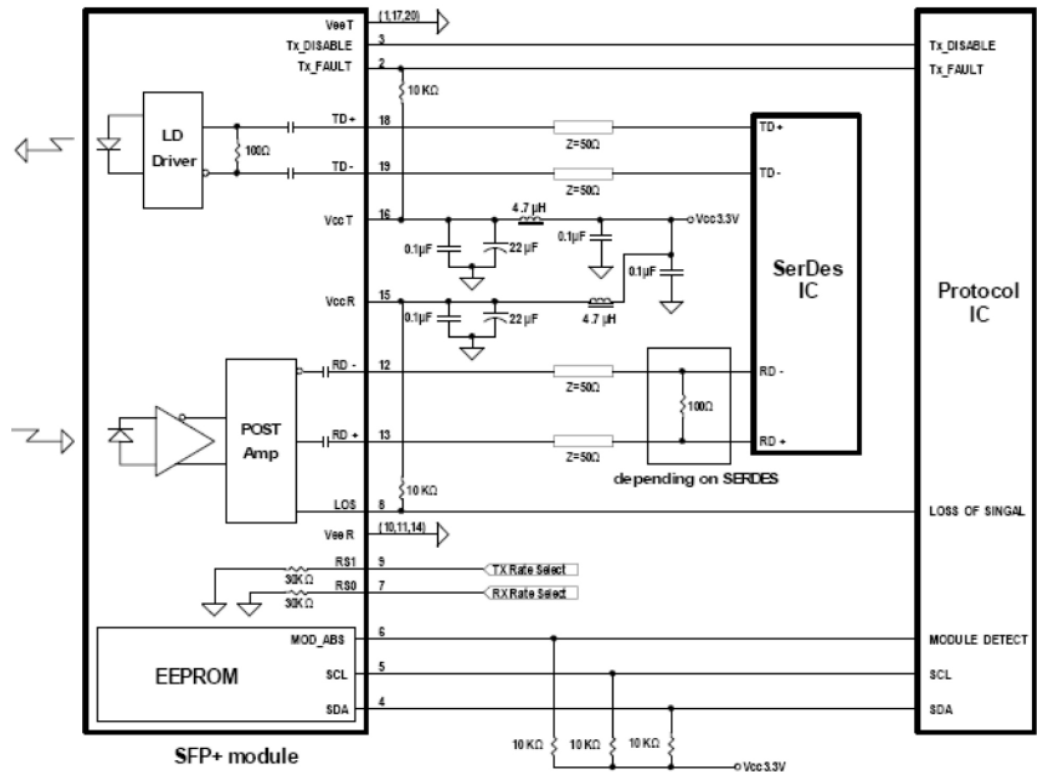 VeeT (1,17,20)
Tx_DISABLE 3 Tx_DISABLE
Tx_FAULT 2 Tx_FAULT
10 KΩ
LD
Driver
100Ω
TD+ 18 TD+
Z=50Ω
TD- 19 TD-
Z=50Ω
4.7 µH
VccT 16 Vcc3.3V
0.1µF 22 µF 0.1µF
0.1µF
SerDes
IC
Protocol
IC
VccR 15
0.1µF 22 µF 4.7 µH
RD - 12 RD -
Z=50Ω
100Ω
POST
Amp
RD + 13 RD +
Z=50Ω
depending on SERDES
10 KΩ
LOS 8 LOSS OF SINGAL
VeeR (10,11,14)
RS1 9 TX Rate Select
30KΩ
RS0 7 RX Rate Select
30KΩ
MOD_ABS 6 MODULE DETECT
EEPROM
SCL 5 SCL
SDA 4 SDA
10 KΩ 10 KΩ 10 KΩ
SFP+ module
Vcc3.3V